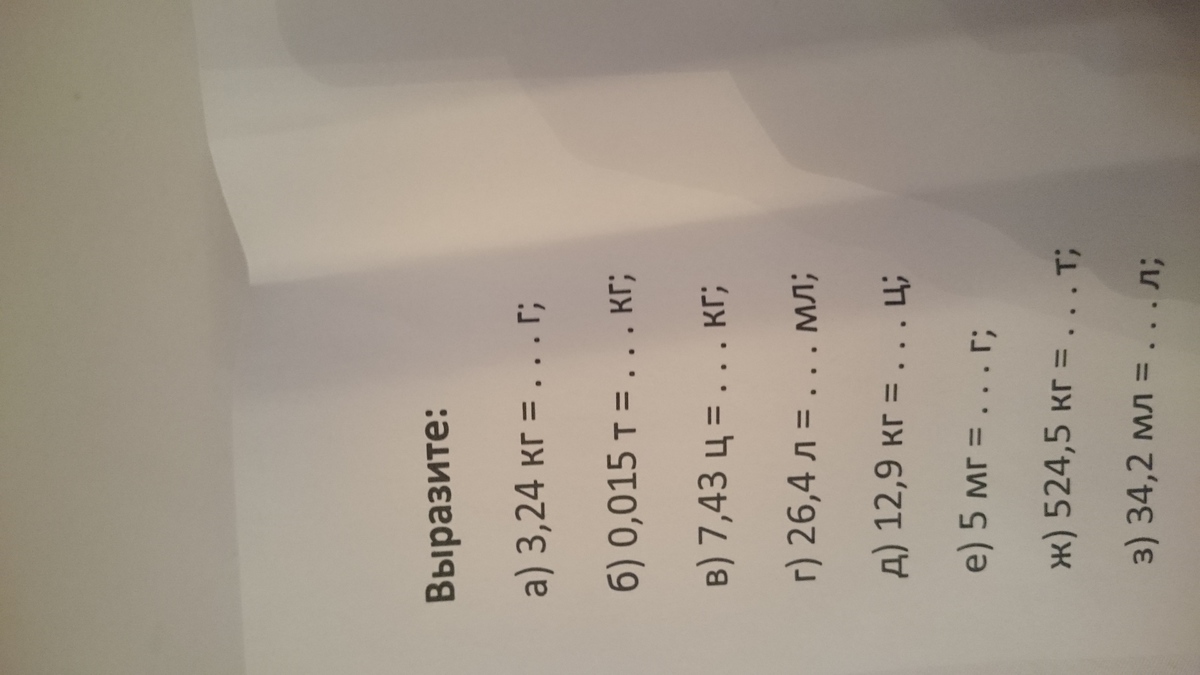 Выразите:
а) 3,24 кг = . . . г;
б) 0,015 т = . . . кг;
в) 7,43 ц = . . . кг;
г) 26,4 л = . . . мл;
д) 12,9 кг = . . . ц;
е) 5 мг = . . . г;
ж) 524,5 кг = . . . т;
з) 34,2 мл = . . . л;